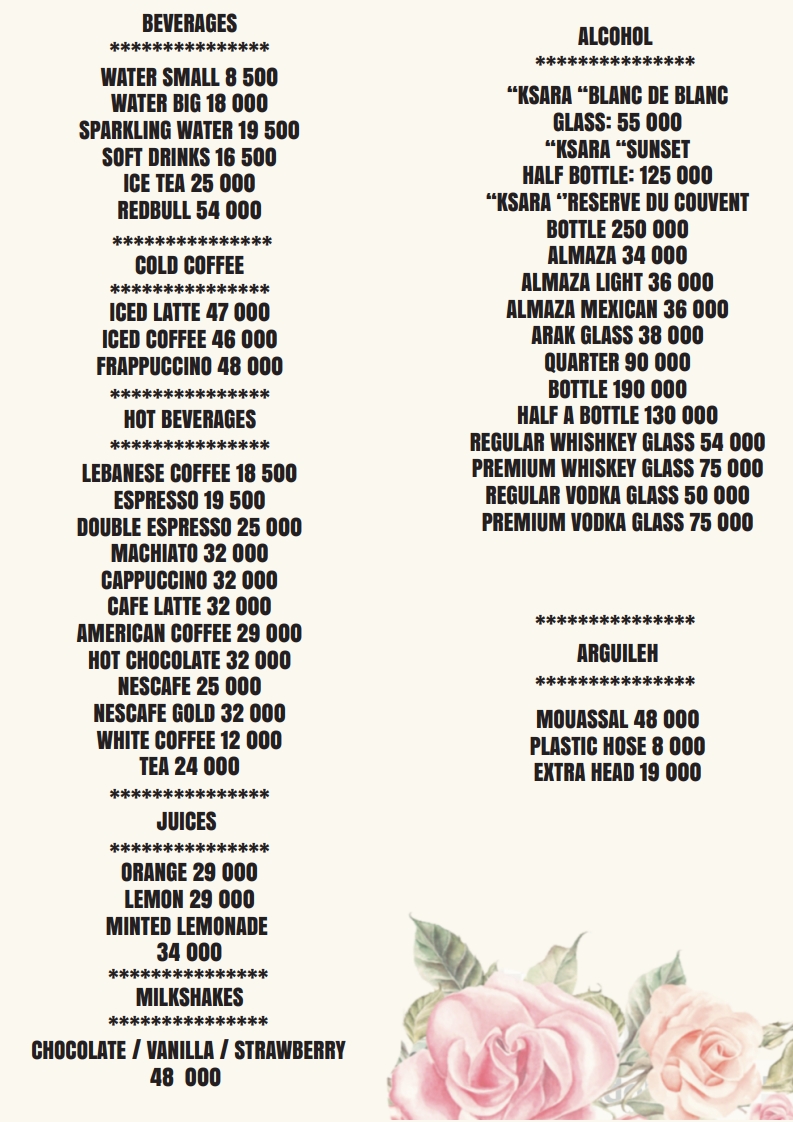 BEVERAGES
***************
WATER SMALL 8 500
WATER BIG 18 000
SPARKLING WATER 19 500
SOFT DRINKS 16 500
ICE TEA 25 000
REDBULL 54 000
***************
COLD COFFEE
***************
ICED LATTE 47 000
ICED COFFEE 46 000
FRAPPUCCINO 48 000
***************
HOT BEVERAGES
***************
LEBANESE COFFEE 18 500
ESPRESSO 19 500
DOUBLE ESPRESSO 25 000
MACHIATO 32 000
CAPPUCCINO 32 000
CAFE LATTE 32 000
AMERICAN COFFEE 29 000
HOT CHOCOLATE 32 000
NESCAFE 25 000
NESCAFE GOLD 32 000
WHITE COFFEE 12 000
TEA 24 000
***************
JUICES
***************
ORANGE 29 000
LEMON 29 000
MINTED LEMONADE
34 000
***************
MILKSHAKES
***************
CHOCOLATE / VANILLA / STRAWBERRY
48 000
ALCOHOL
***************
“KSARA “BLANC DE BLANC
GLASS: 55 000
“KSARA “SUNSET
HALF BOTTLE: 125 000
“KSARA ‘’RESERVE DU COUVENT
BOTTLE 250 000
ALMAZA 34 000
ALMAZA LIGHT 36 000
ALMAZA MEXICAN 36 000
ARAK GLASS 38 000
QUARTER 90 000
BOTTLE 190 000
HALF A BOTTLE 130 000
REGULAR WHISHKEY GLASS 54 000
PREMIUM WHISKEY GLASS 75 000
REGULAR VODKA GLASS 50 000
PREMIUM VODKA GLASS 75 000
***************
ARGUILEH
***************
MOUASSAL 48 000
PLASTIC HOSE 8 000
EXTRA HEAD 19 000